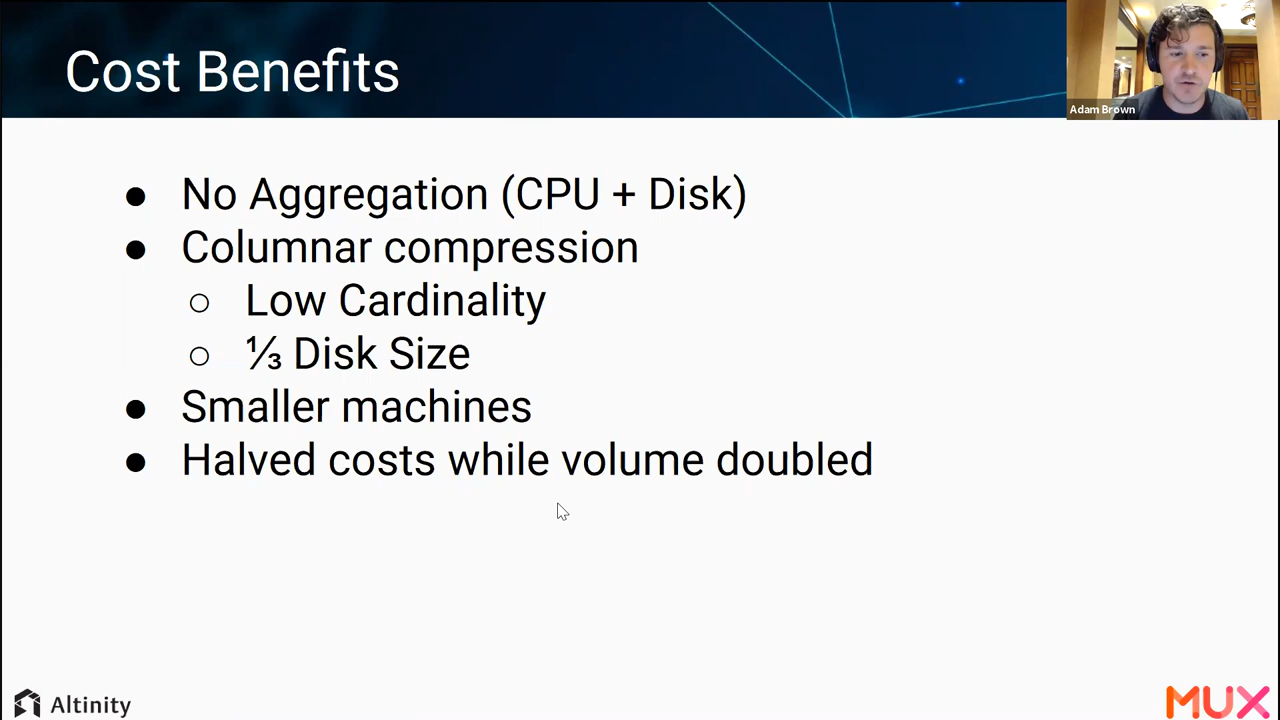 Cost Benefits
Adam Brown
● No Aggregation (CPU + Disk)
● Columnar compression
○ Low Cardinality
○ ⅓ Disk Size
● Smaller machines
● Halved costs while volume doubled
Altinity
MUX